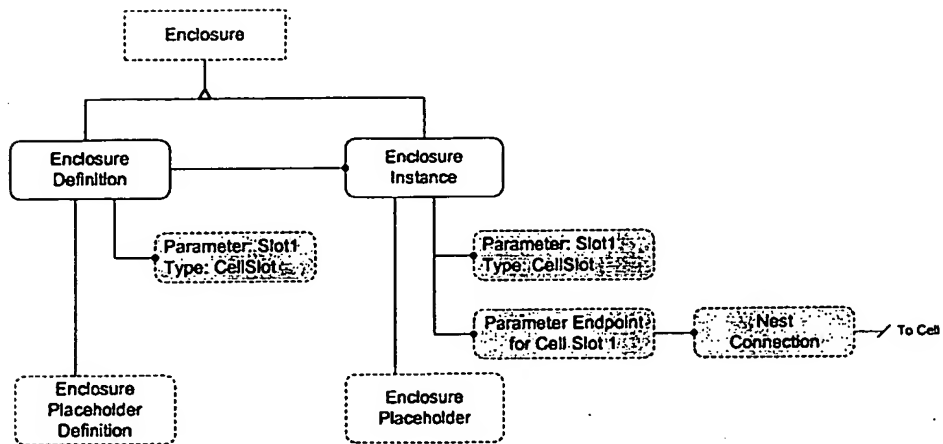 Enclosure
Enclosure
Definition
Enclosure
Instance
Parameter: Slot1
Type: CellSlot
Parameter: Slot1
Type: CellSlot
Parameter Endpoint
for Cell Slot 1
Nest
Connection
To Cell
Enclosure
Placeholder
Definition
Enclosure
Placeholder